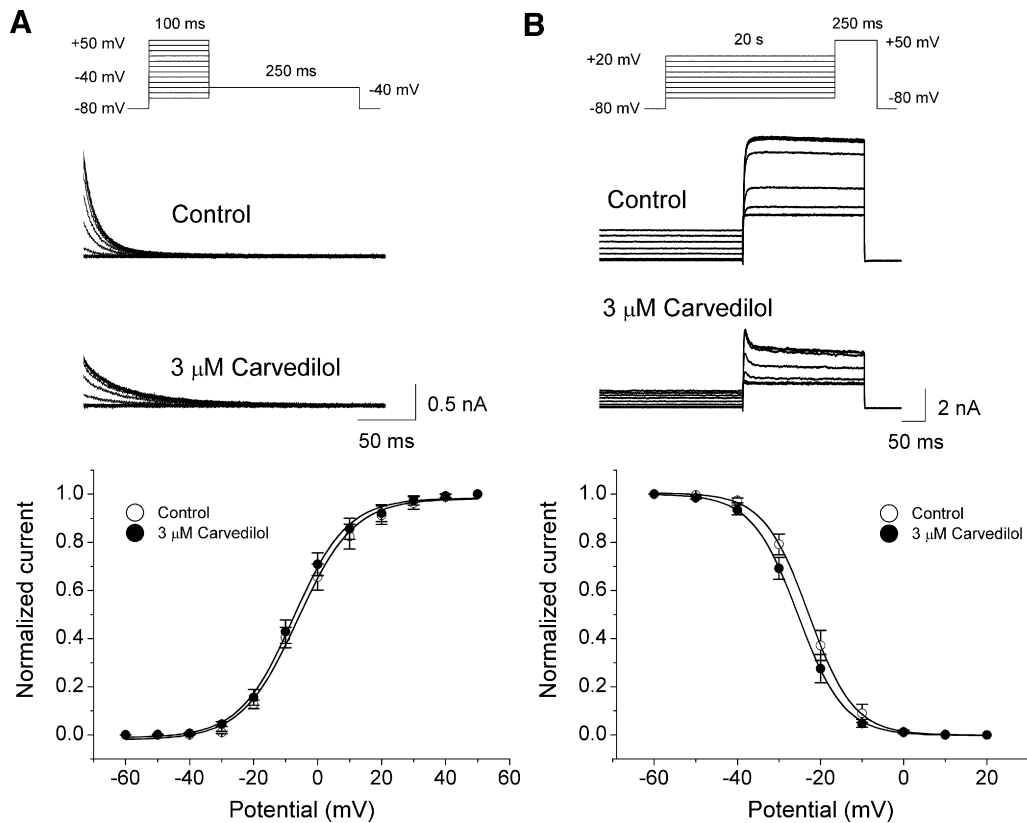 A
100 ms
+50 mV
-40 mV
250 ms
-40 mV
-80 mV
Control
3 μM Carvedilol
0.5 nA
50 ms
1.0
0.8
0.6
0.4
0.2
0.0
Normalized current
Control
3 μM Carvedilol
-60 -40 -20 0 20 40 60
Potential (mV)
B
250 ms
20 s
+50 mV
+20 mV
-80 mV
-80 mV
Control
3 μM Carvedilol
2 nA
50 ms
1.0
0.8
0.6
0.4
0.2
0.0
Normalized current
Control
3 μM Carvedilol
-60 -40 -20 0 20
Potential (mV)